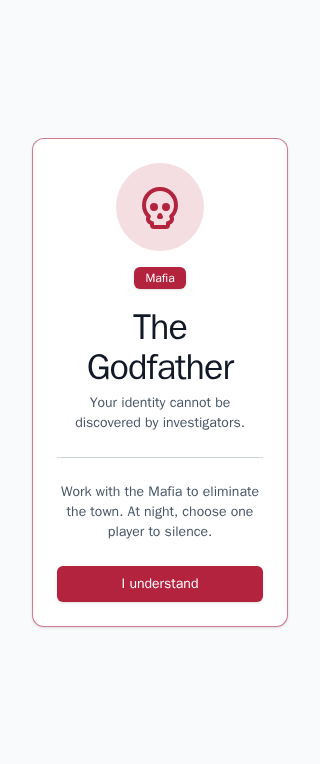 Mafia
The
Godfather
Your identity cannot be
discovered by investigators.
Work with the Mafia to eliminate
the town. At night, choose one
player to silence.
I understand